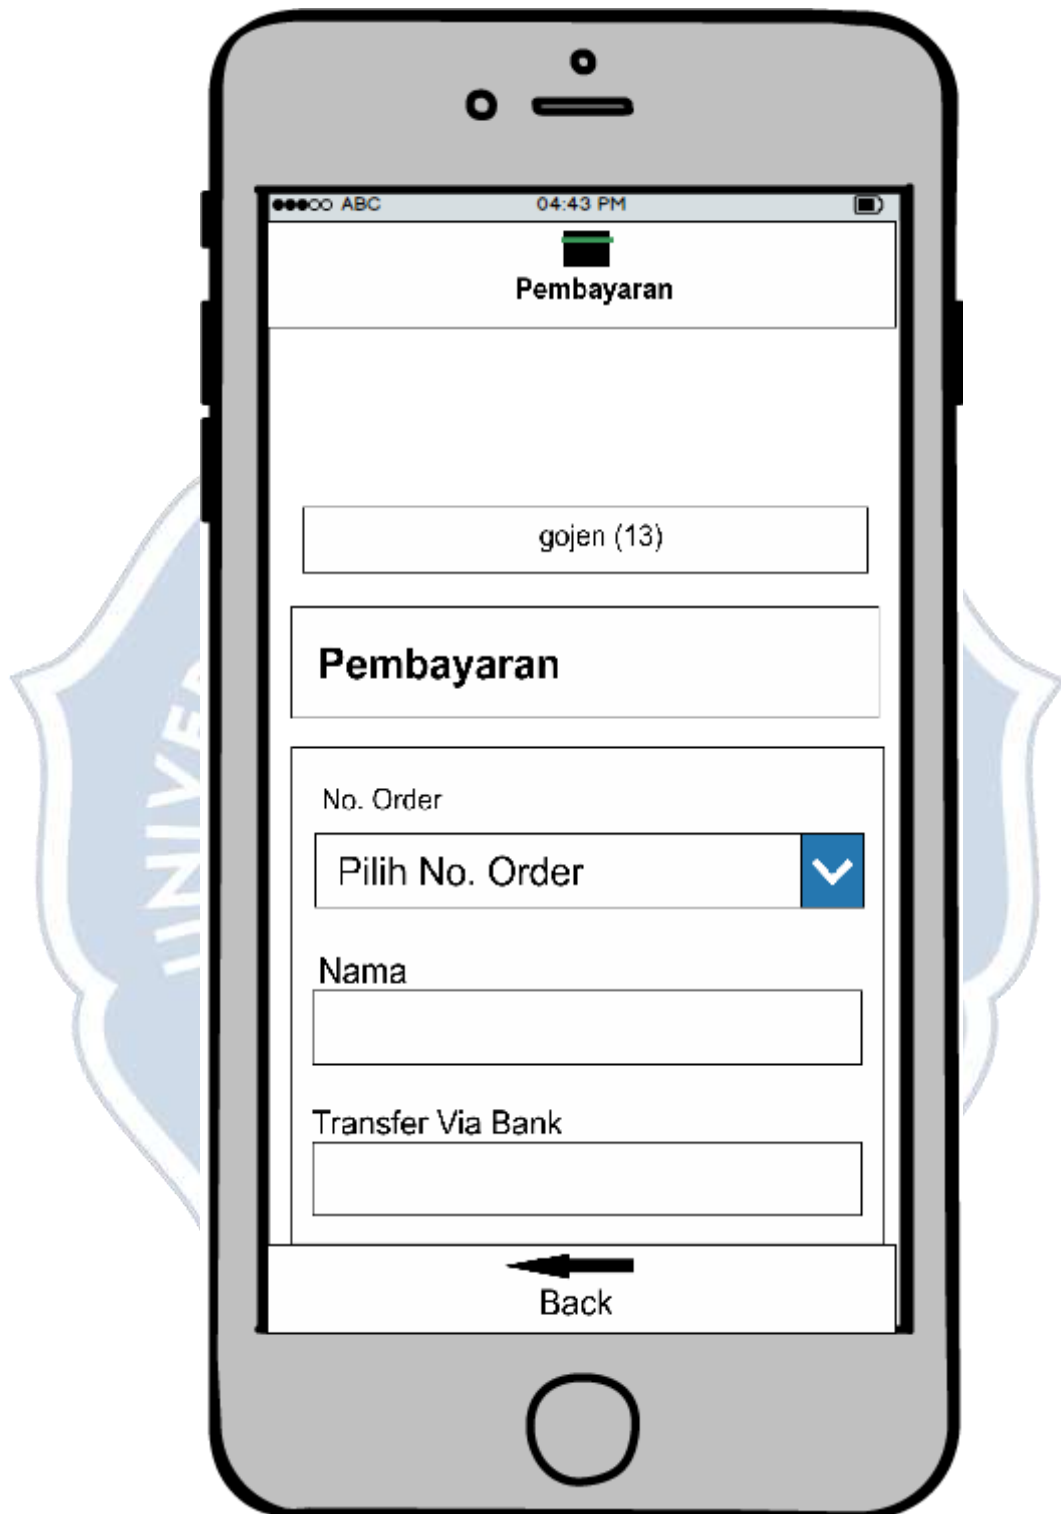 ABC 04:43 PM
Pembayaran
gojen (13)
Pembayaran
No. Order
Pilih No. Order
Nama
Transfer Via Bank
Back